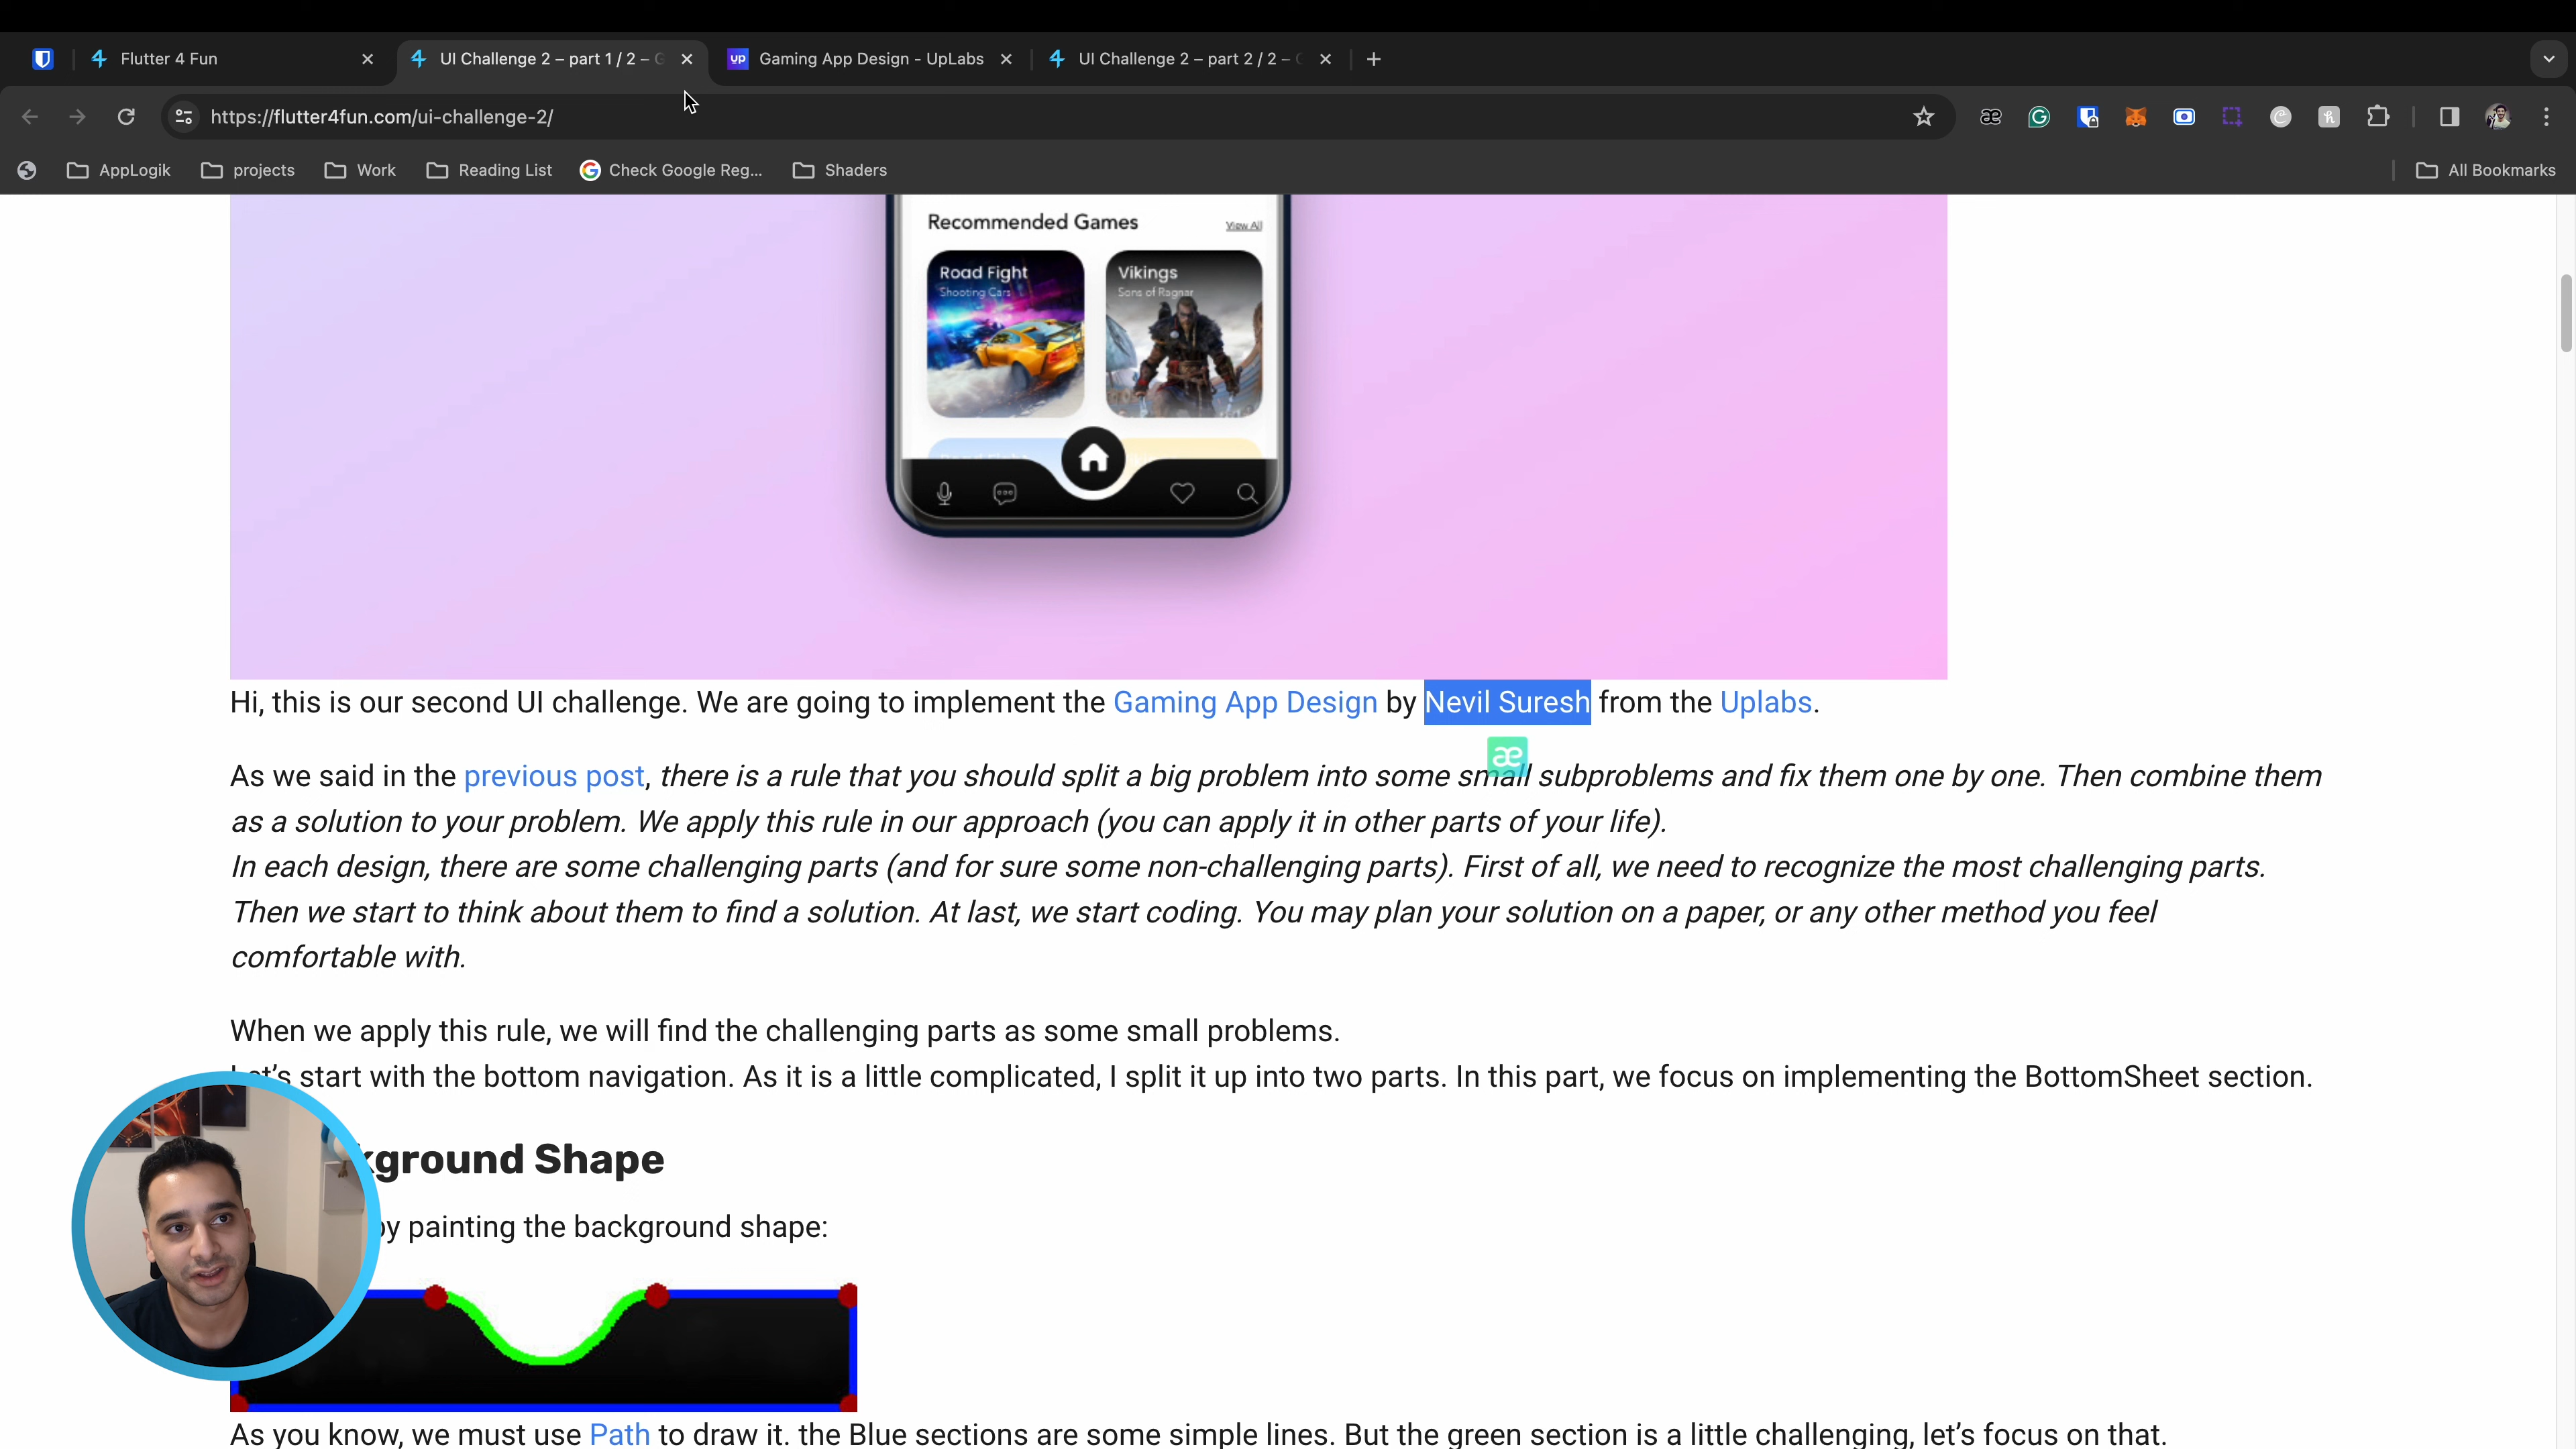 Flutter 4 Fun
UI Challenge 2 – part 1 / 2 –
up Gaming App Design - UpLabs
UI Challenge 2 – part 2 / 2 –
https://flutter4fun.com/ui-challenge-2/
AppLogik projects Work Reading List Check Google Reg... Shaders All Bookmarks
Recommended Games View All
Road Fight
Shooting Cars
Vikings
Sons of Ragnar
Hi, this is our second UI challenge. We are going to implement the Gaming App Design by Nevil Suresh from the Uplabs.
æ
As we said in the previous post, there is a rule that you should split a big problem into some small subproblems and fix them one by one. Then combine them
as a solution to your problem. We apply this rule in our approach (you can apply it in other parts of your life).
In each design, there are some challenging parts (and for sure some non-challenging parts). First of all, we need to recognize the most challenging parts.
Then we start to think about them to find a solution. At last, we start coding. You may plan your solution on a paper, or any other method you feel
comfortable with.
When we apply this rule, we will find the challenging parts as some small problems.
Let's start with the bottom navigation. As it is a little complicated, I split it up into two parts. In this part, we focus on implementing the BottomSheet section.
kground Shape
by painting the background shape:
As you know, we must use Path to draw it. the Blue sections are some simple lines. But the green section is a little challenging, let's focus on that.